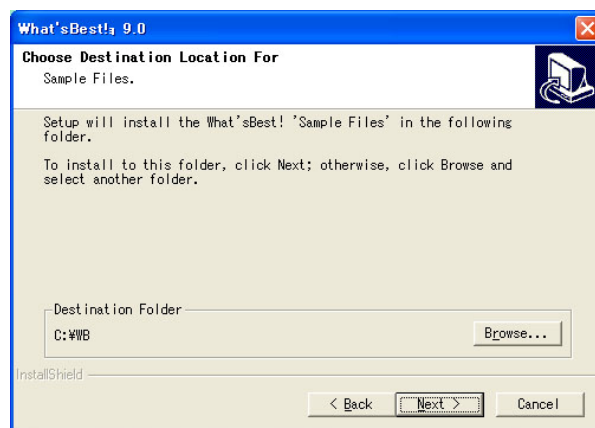 What'sBest!ｮ 9.0
Choose Destination Location For
Sample Files.
Setup will install the What'sBest! 'Sample Files' in the following
folder.
To install to this folder, click Next; otherwise, click Browse and
select another folder.
Destination Folder
C:¥WB
Browse...
InstallShield
< Back
Next >
Cancel